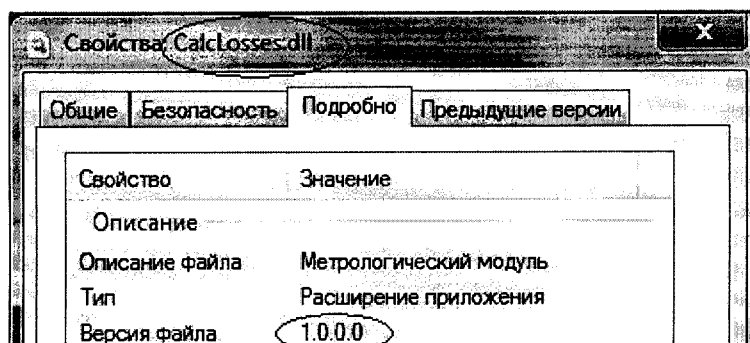 Свойства: CalcLosses.dll
Общие Безопасность Подробно Предыдущие версии
Свойство Значение
Описание
Описание файла Метрологический модуль
Тип Расширение приложения
Версия файла 1.0.0.0